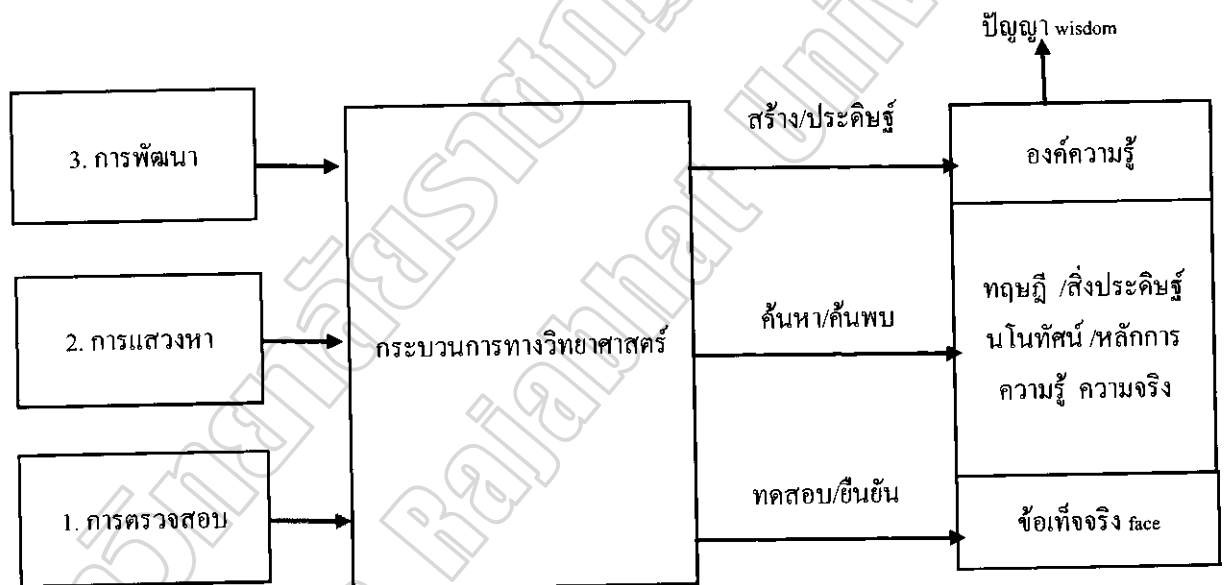 ปัญญา wisdom
สร้าง/ประดิษฐ์
3. การพัฒนา
องค์ความรู้
ทฤษฎี /สิ่งประดิษฐ์
2. การแสวงหา
กระบวนการทางวิทยาศาสตร์
ค้นหา/ค้นพบ
นโนทัศน์ /หลักการ
ความรู้ ความจริง
1. การตรวจสอบ
ทดสอบ/ยืนยัน
ข้อเท็จจริง face
Rajabhat